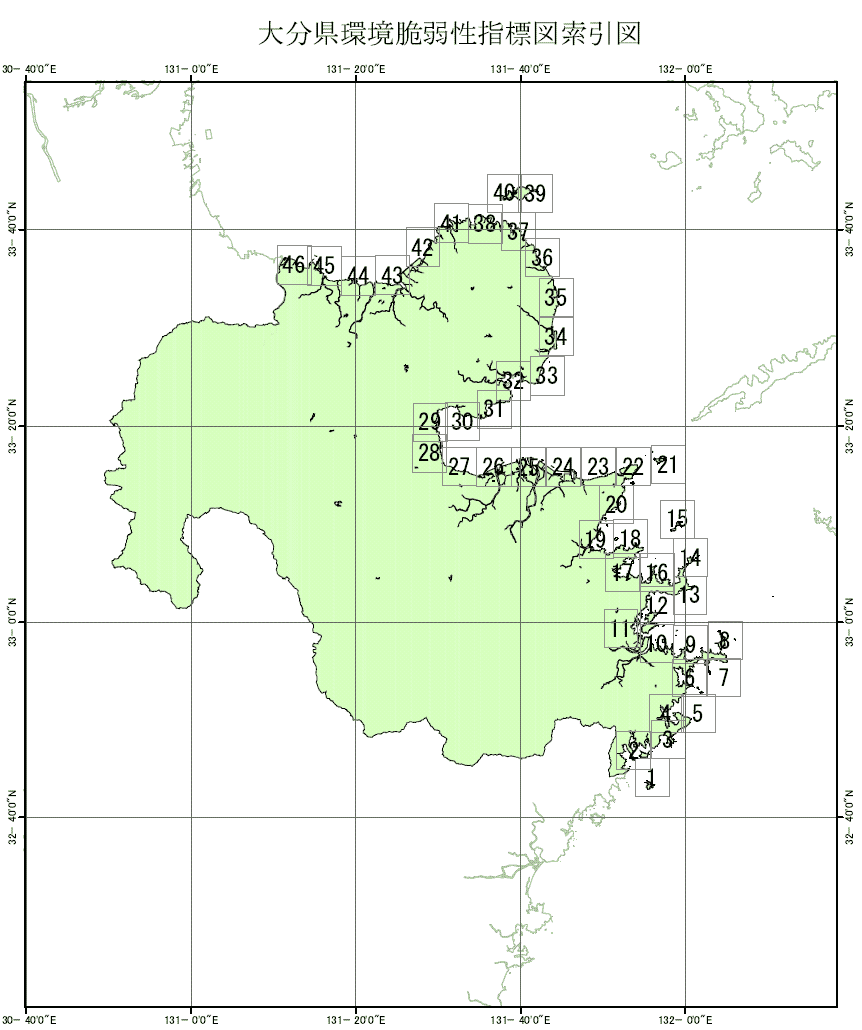 大分県環境脆弱性指標図索引図
30- 40'0"E
131- 0'0"E
131- 20'0"E
131- 40'0"E
132- 0'0"E
40 39
41 38 37
33- 40'0"N
33- 40'0"N
42
36
46 45 44 43
35
34
33
32
31
29 30
33- 20'0"N
33- 20'0"N
28
27 26 25 24 23 22 21
20
15
19 18
17 16 14
13
12
11
33- 0'0"N
33- 0'0"N
10 9 8
6 7
4 5
3
2
1
32- 40'0"N
32- 40'0"N
30- 40'0"E
131- 0'0"E
131- 20'0"E
131- 40'0"E
132- 0'0"E